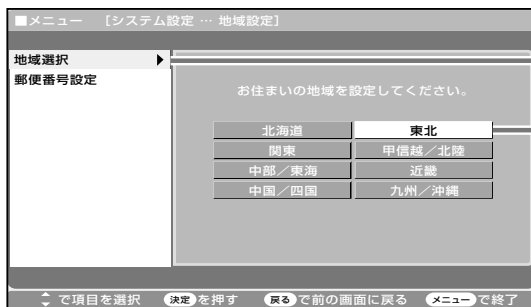 ■メニュー [システム設定 … 地域設定]
地域選択
郵便番号設定
お住まいの地域を設定してください。
北海道 東北
関東 甲信越／北陸
中部／東海 近畿
中国／四国 九州／沖縄
で項目を選択 決定を押す 戻るで前の画面に戻る メニューで終了